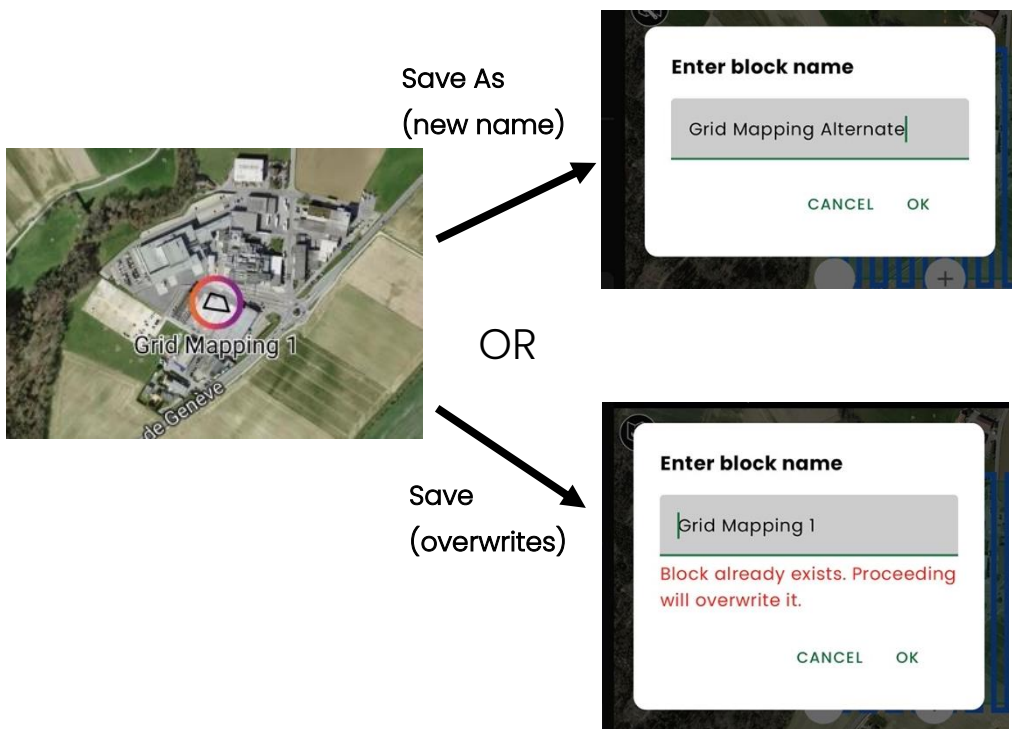 Save As
(new name)
Enter block name
Grid Mapping Alternate
CANCEL OK
Grid Mapping 1
de Genève
OR
Save
(overwrites)
Enter block name
Grid Mapping 1
Block already exists. Proceeding
will overwrite it.
CANCEL OK